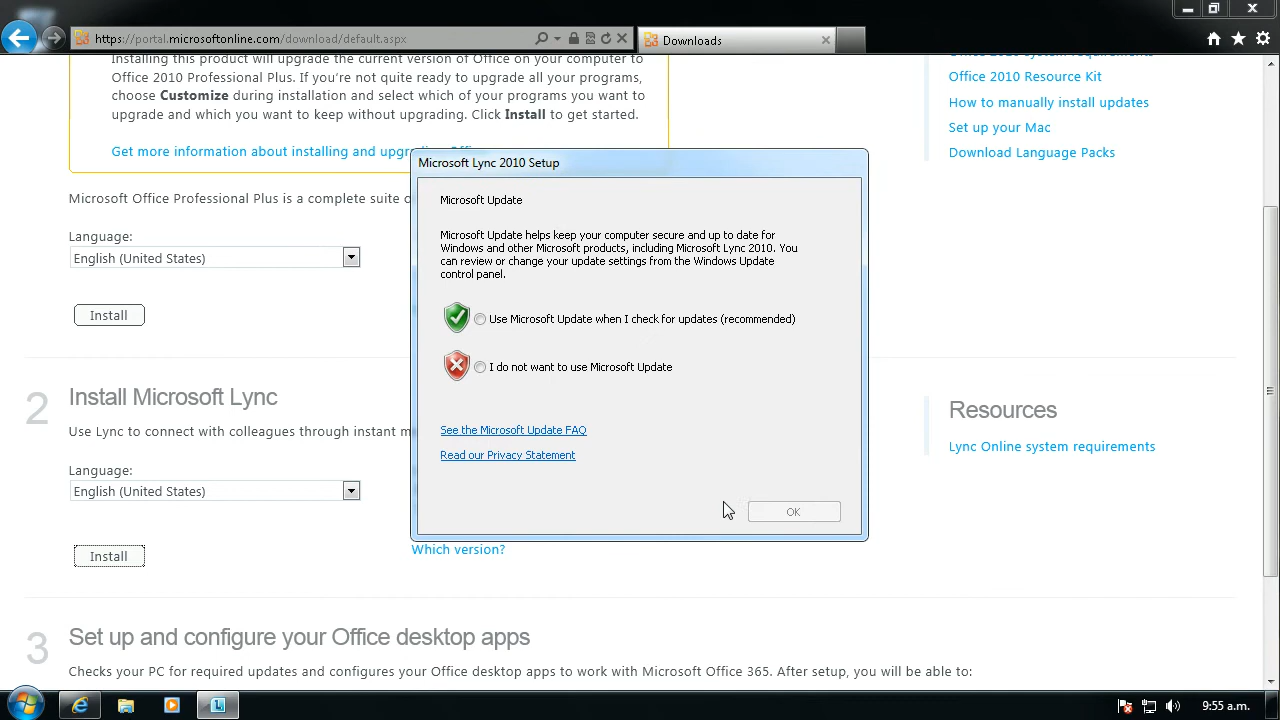 https://portal.microsoftonline.com/download/default.aspx
Downloads
Installing this product will upgrade the current version of Office on your computer to
Office 2010 Professional Plus. If you're not quite ready to upgrade all your programs,
choose Customize during installation and select which of your programs you want to
upgrade and which you want to keep without upgrading. Click Install to get started.
Get more information about installing and upgrading Office
Microsoft Office Professional Plus is a complete suite o
Language:
English (United States)
Install
2
Install Microsoft Lync
Use Lync to connect with colleagues through instant m
Language:
English (United States)
Install
Which version?
3
Set up and configure your Office desktop apps
Checks your PC for required updates and configures your Office desktop apps to work with Microsoft Office 365. After setup, you will be able to:
Office 2010 system requirements
Office 2010 Resource Kit
How to manually install updates
Set up your Mac
Download Language Packs
Resources
Lync Online system requirements
Microsoft Lync 2010 Setup
Microsoft Update
Microsoft Update helps keep your computer secure and up to date for
Windows and other Microsoft products, including Microsoft Lync 2010. You
can review or change your update settings from the Windows Update
control panel.
Use Microsoft Update when I check for updates (recommended)
I do not want to use Microsoft Update
See the Microsoft Update FAQ
Read our Privacy Statement
OK
9:55 a.m.